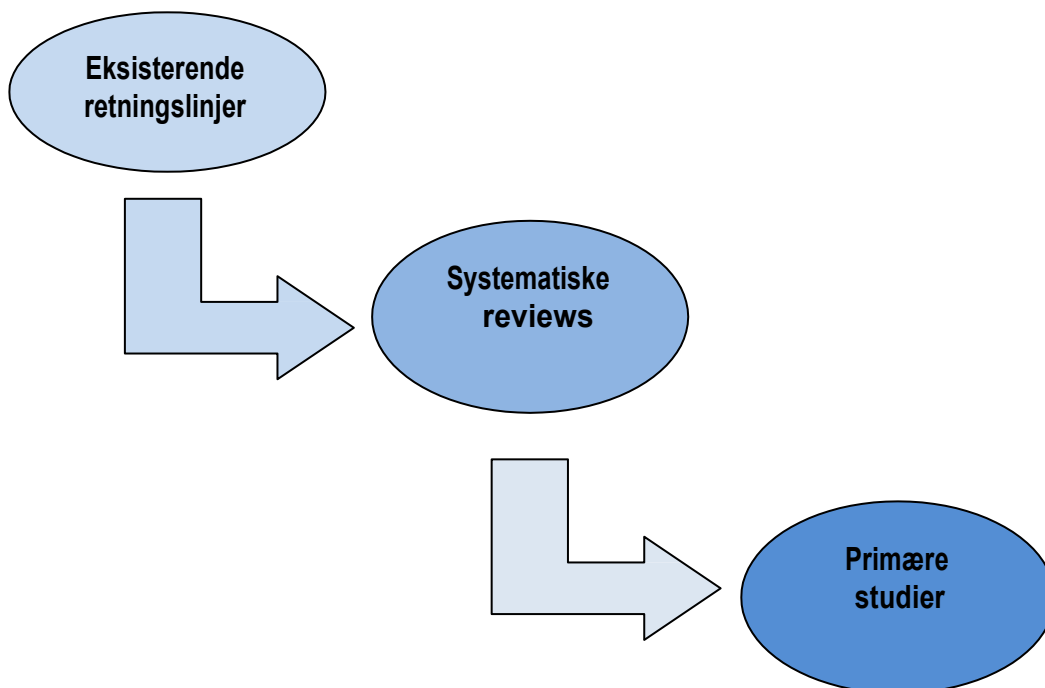 Eksisterende
retningslinjer
Systematiske
reviews
Primære
studier